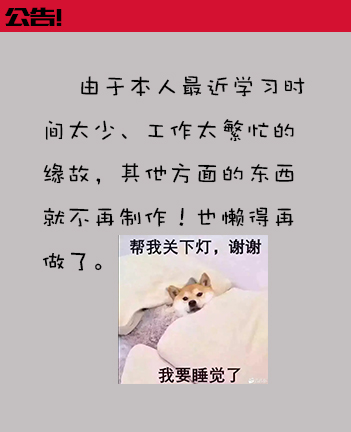 公告!
由于本人最近学习时
间太少、工作太繁忙的
缘故，其他方面的东西
就不再制作！也懒得再
做了。
帮我关下灯，谢谢
我要睡觉了